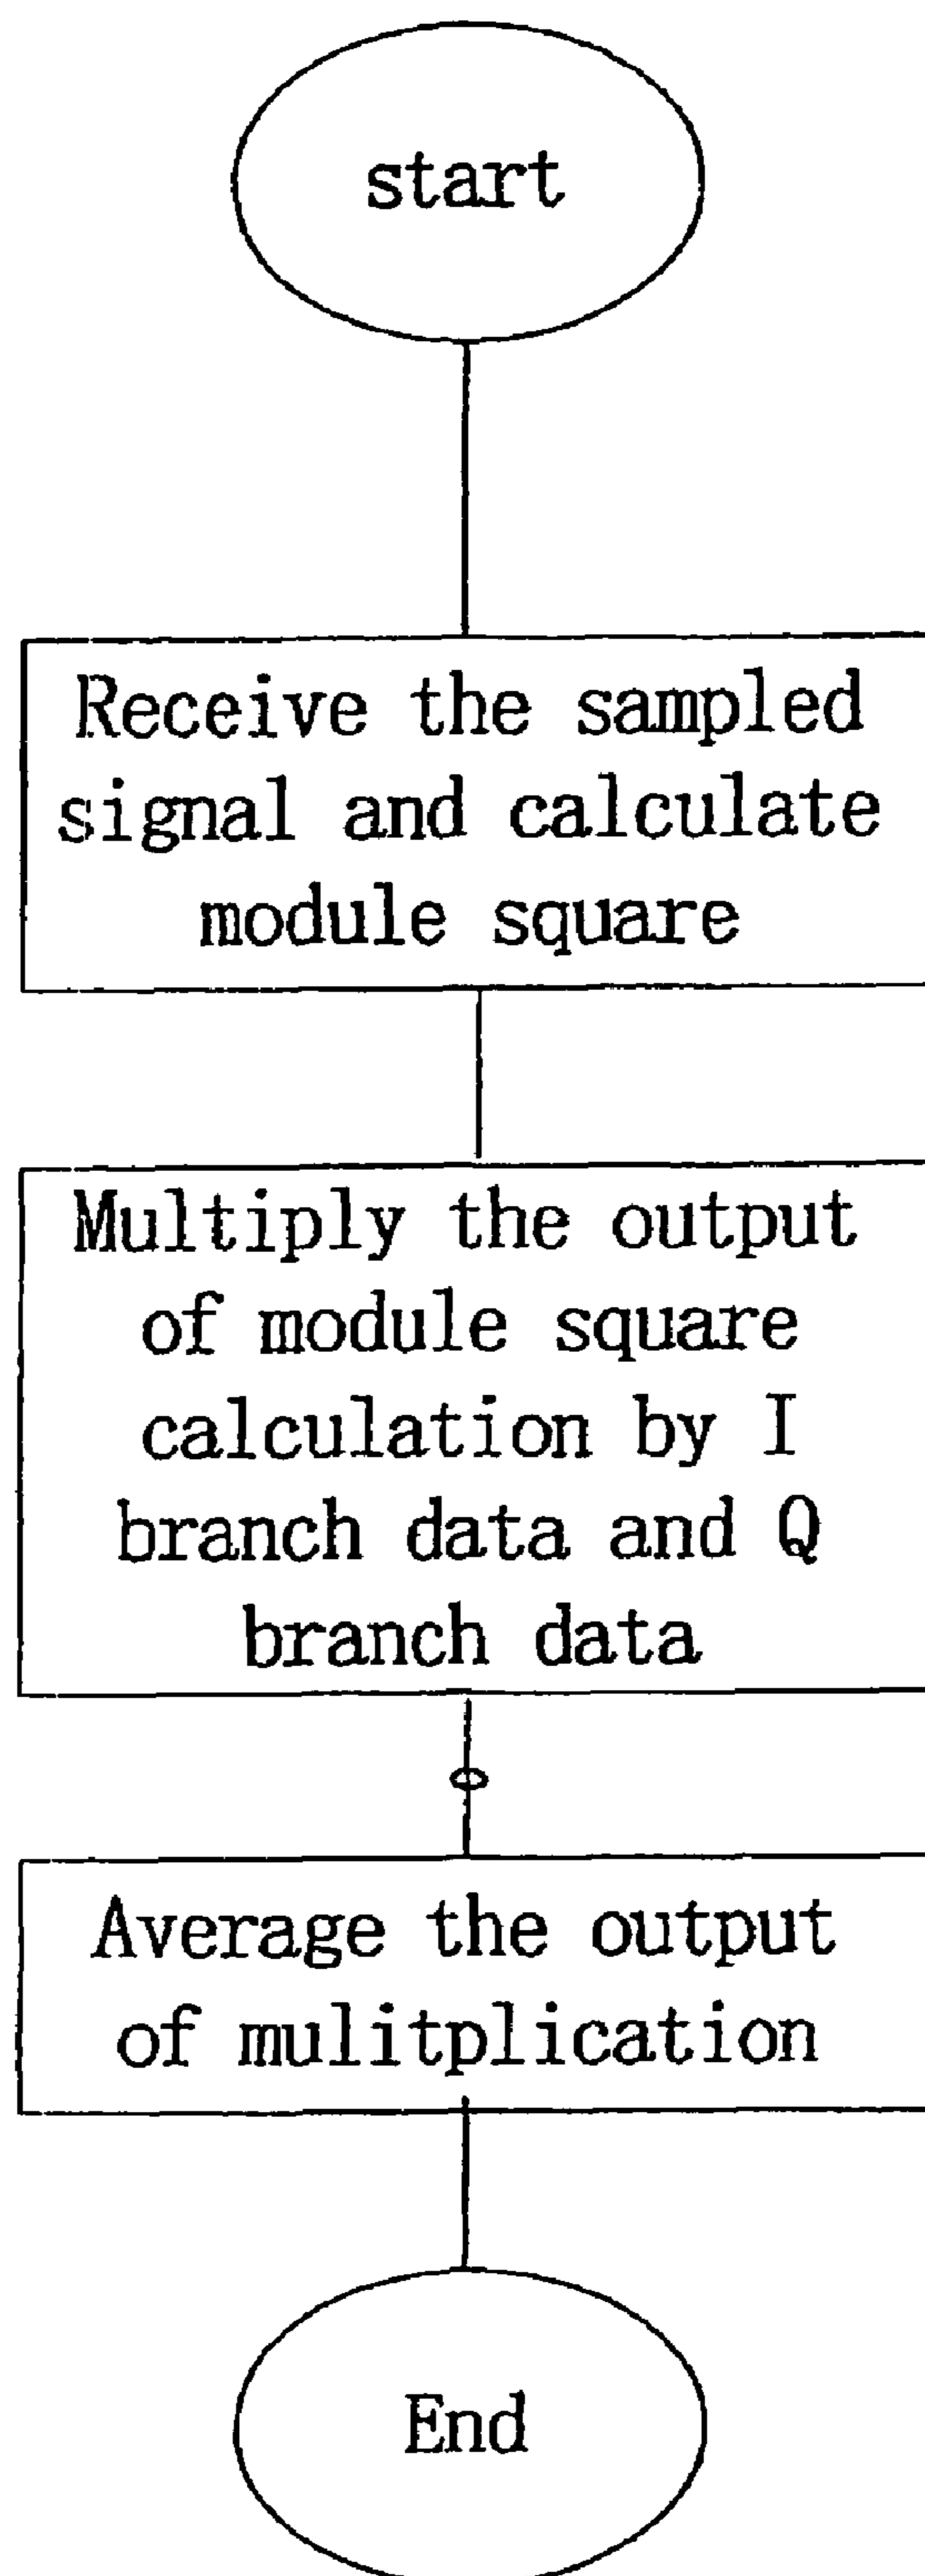 start
Receive the sampled
signal and calculate
module square
Multiply the output
of module square
calculation by I
branch data and Q
branch data
Average the output
of mulitplication
End